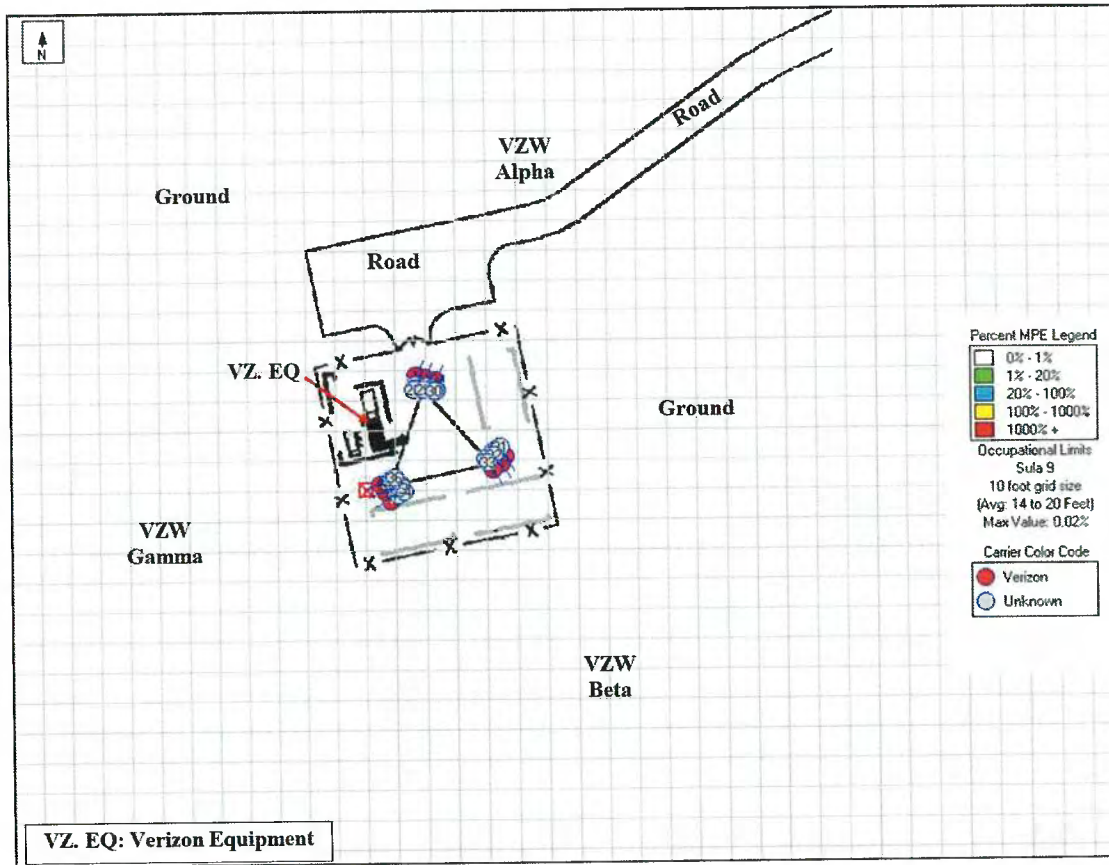 N
VZW
Alpha
Road
Ground
Road
VZ. EQ
Ground
VZW
Gamma
VZW
Beta
Percent MPE Legend
0% - 1%
1% - 20%
20% - 100%
100% - 1000%
1000% +
Occupational Limits
Sula 9
10 foot grid size
(Avg: 14 to 20 Feet)
Max Value: 0.02%
Carrier Color Code
Verizon
Unknown
VZ. EQ: Verizon Equipment